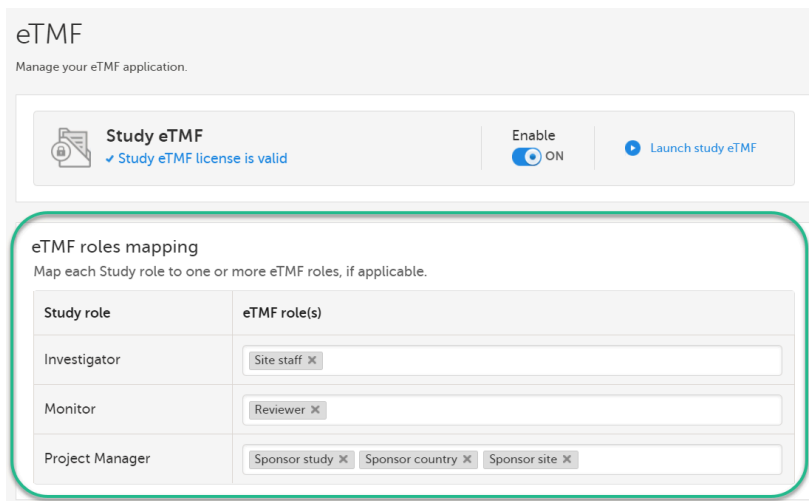 eTMF
Manage your eTMF application.
Study eTMF
Study eTMF license is valid
Enable
ON
Launch study eTMF
eTMF roles mapping
Map each Study role to one or more eTMF roles, if applicable.
Study role eTMF role(s)
Investigator Site staff
Monitor Reviewer
Project Manager Sponsor study Sponsor country Sponsor site